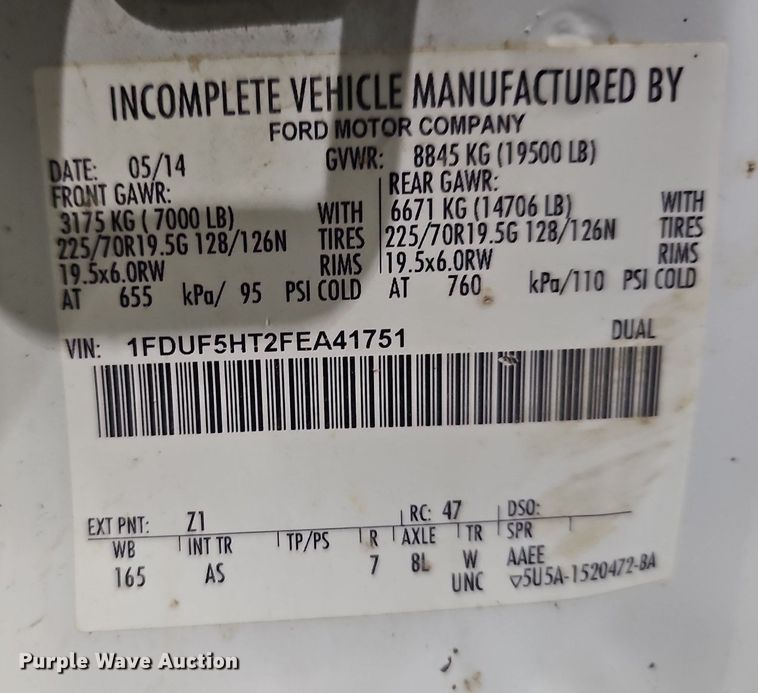 INCOMPLETE VEHICLE MANUFACTURED BY
FORD MOTOR COMPANY
DATE: 05/14 GVWR: 8845 KG (19500 LB)
FRONT GAWR: REAR GAWR:
3175 KG ( 7000 LB) WITH 6671 KG (14706 LB) WITH
225/70R19.5G 128/126N TIRES 225/70R19.5G 128/126N TIRES
19.5x6.0RW RIMS 19.5x6.0RW RIMS
AT 655 kPa/ 95 PSI COLD AT 760 kPa/110 PSI COLD
VIN: 1FDUF5HT2FEA41751 DUAL
EXT PNT: Z1 RC: 47 DSO:
WB INT TR TP/PS R AXLE TR SPR
165 AS 7 8L W AAEE
UNC ▽5U5A-1520472-BA
Purple Wave Auction